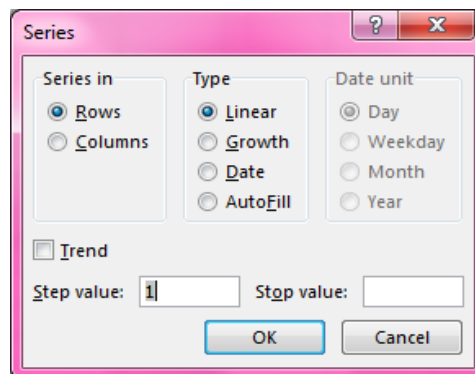 Series
? X
Series in
Rows
Columns
Type
Linear
Growth
Date
AutoFill
Date unit
Day
Weekday
Month
Year
Trend
Step value: 1 Stop value:
OK Cancel